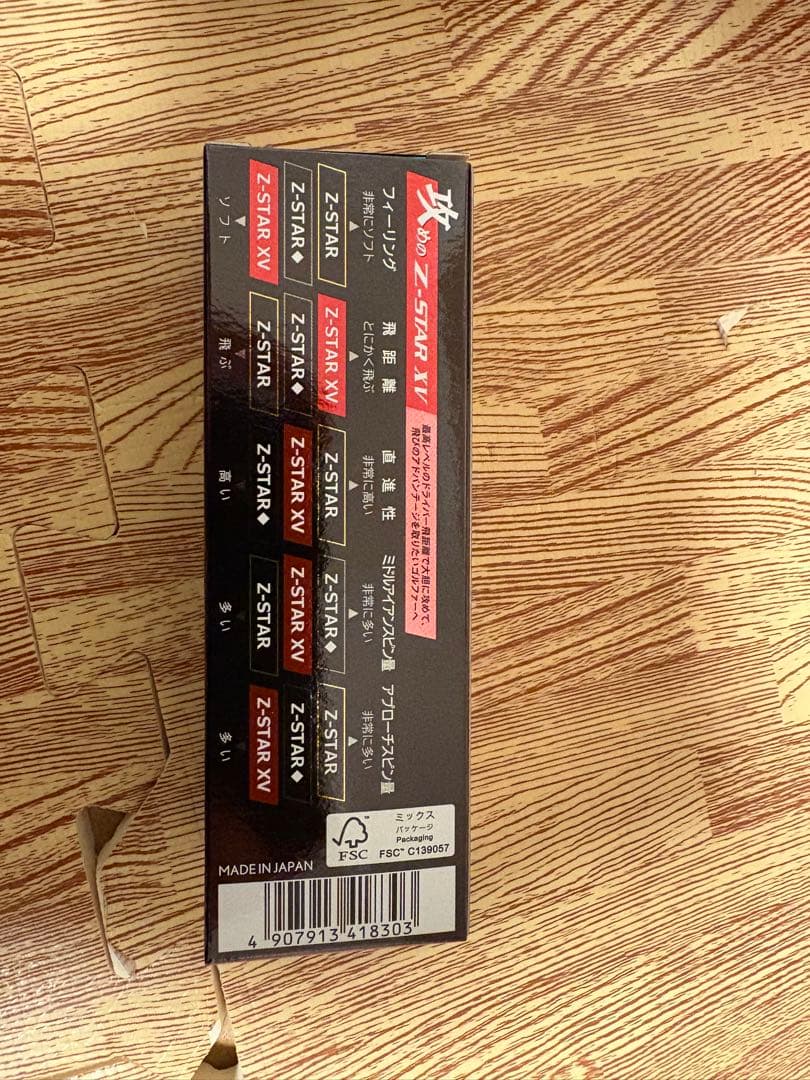 攻めの Z-STAR XV
最高レベルのドライバー飛距離で大胆に攻めて、
飛びのアドバンテージを取りたいゴルファーへ
フィーリング
非常にソフト
▲
Z-STAR
Z-STAR◆
Z-STAR XV
▼
ソフト
飛距離
とにかく飛ぶ
▲
Z-STAR XV
Z-STAR◆
Z-STAR
▼
飛ぶ
直進性
非常に高い
▲
Z-STAR
Z-STAR XV
Z-STAR◆
高い
ミドルアイアンスピン量
非常に多い
▲
Z-STAR◆
Z-STAR XV
Z-STAR
多い
アプローチスピン量
非常に多い
▲
Z-STAR
Z-STAR◆
Z-STAR XV
多い
FSC™
ミックス
パッケージ
Packaging
FSC™ C139057
MADE IN JAPAN
4 907913 418303